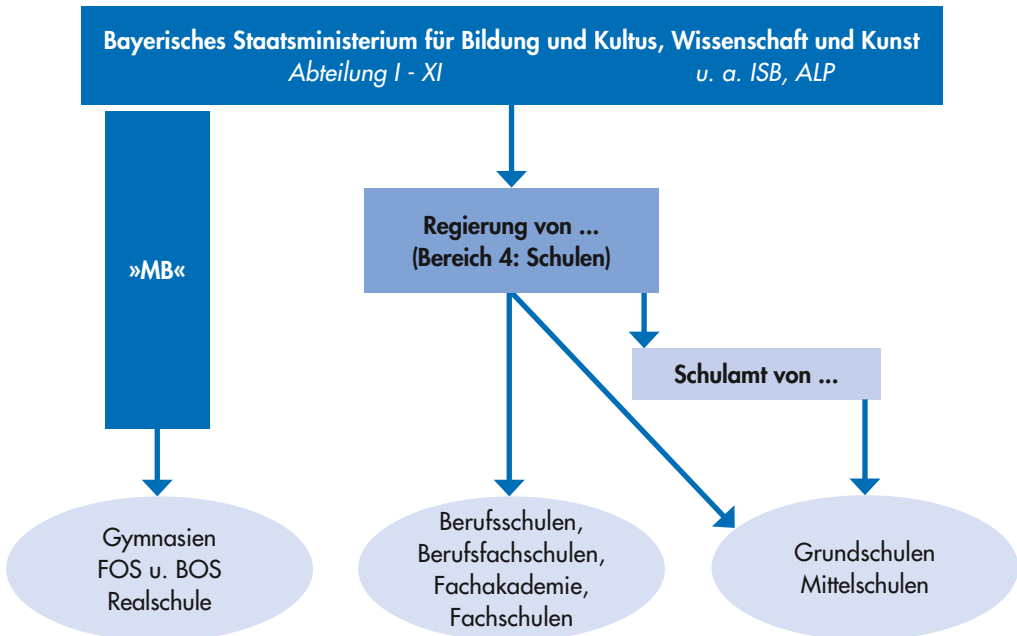 Bayerisches Staatsministerium für Bildung und Kultus, Wissenschaft und Kunst
Abteilung I - XI u. a. ISB, ALP
Regierung von ...
(Bereich 4: Schulen)
»MB«
Schulamt von ...
Gymnasien
FOS u. BOS
Realschule
Berufsschulen,
Berufsfachschulen,
Fachakademie,
Fachschulen
Grundschulen
Mittelschulen